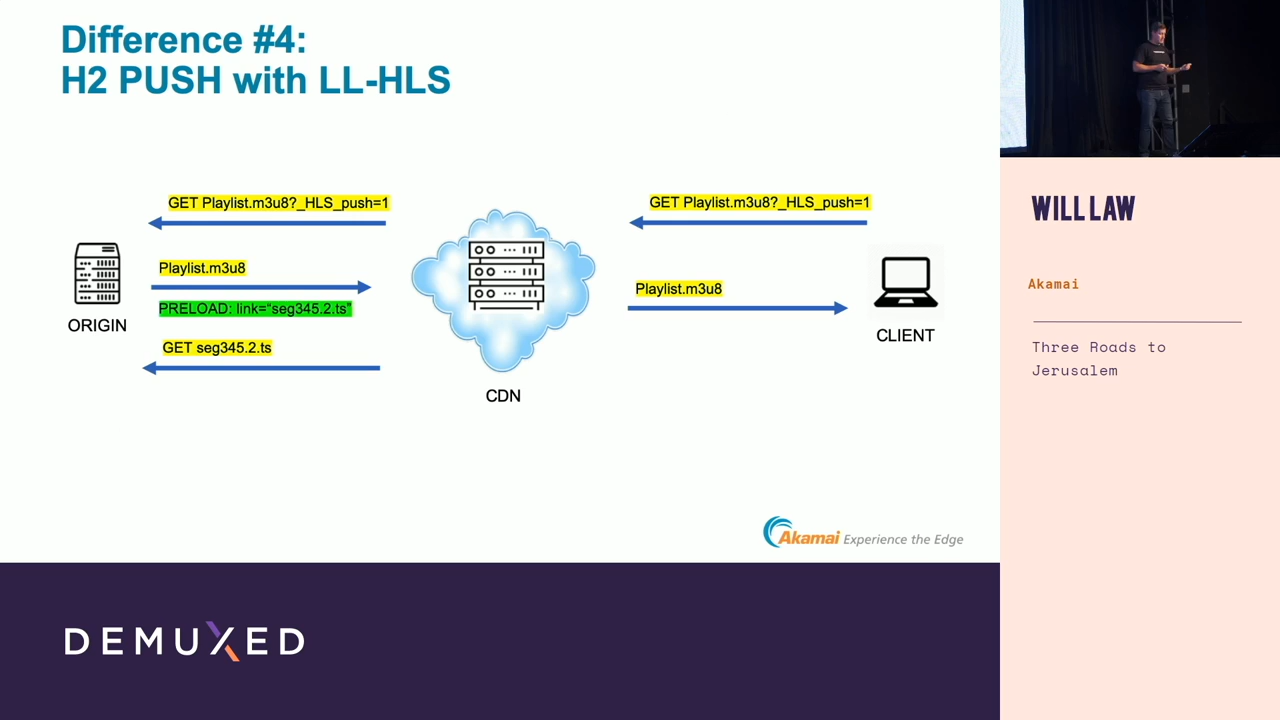 Difference #4:
H2 PUSH with LL-HLS
GET Playlist.m3u8?_HLS_push=1
GET Playlist.m3u8?_HLS_push=1
Playlist.m3u8
PRELOAD: link="seg345.2.ts"
GET seg345.2.ts
Playlist.m3u8
ORIGIN
CDN
CLIENT
Akamai Experience the Edge
DEMUXED
WILL LAW
Akamai
Three Roads to
Jerusalem